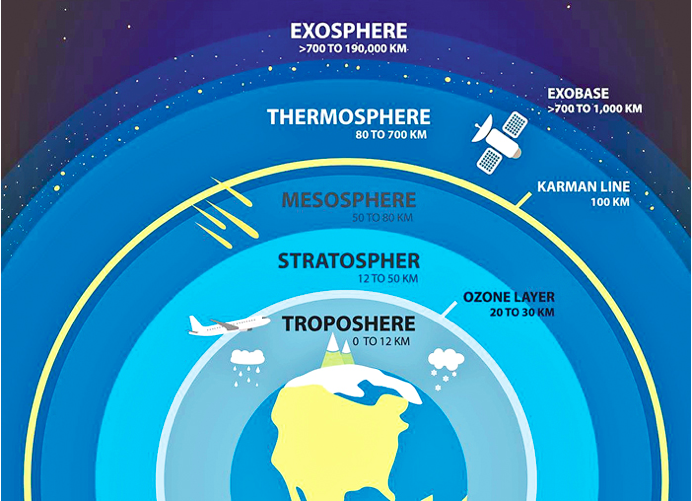 EXOSPHERE
>700 TO 190,000 KM
EXOBASE
>700 TO 1,000 KM
THERMOSPHERE
80 TO 700 KM
KARMAN LINE
100 KM
MESOSPHERE
50 TO 80 KM
STRATOSPHER
12 TO 50 KM
OZONE LAYER
20 TO 30 KM
TROPOSHERE
0 TO 12 KM